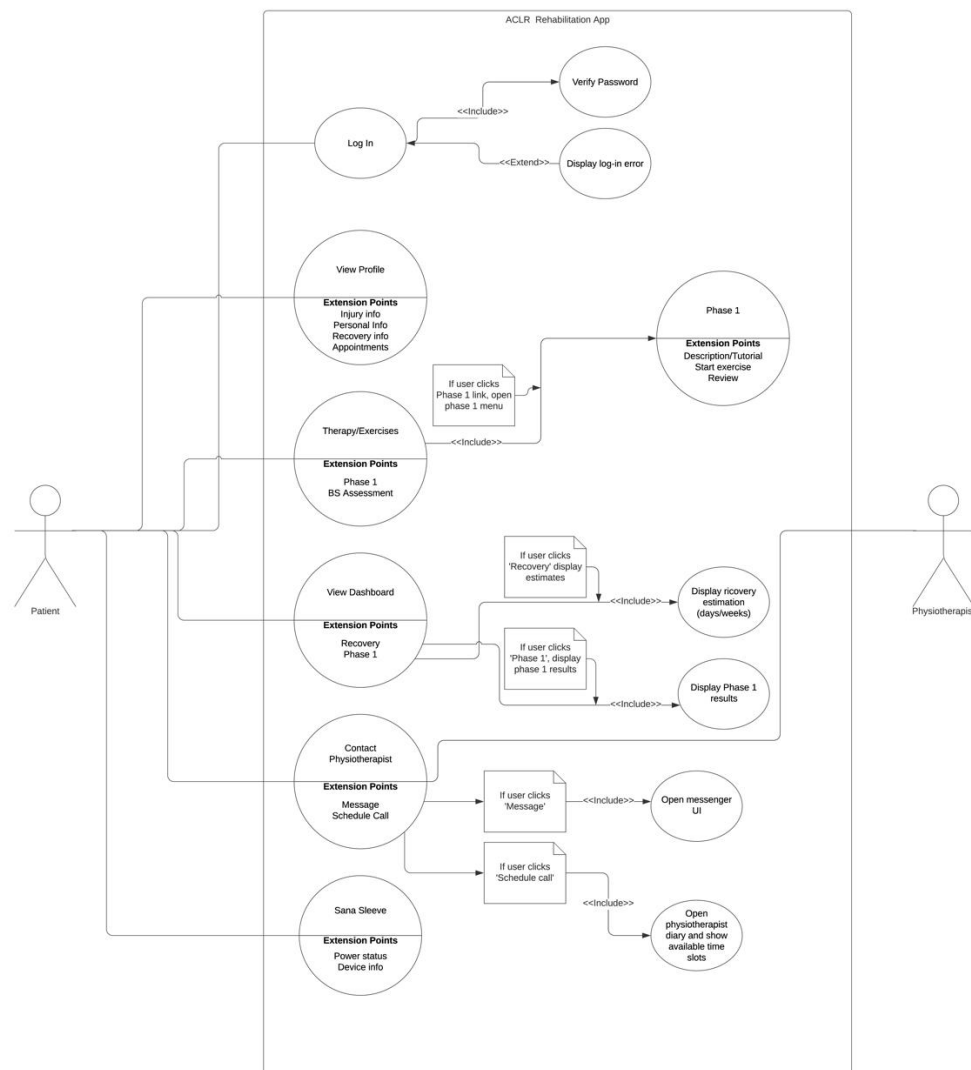 ACLR Rehabilitation App
Verify Password
<<Include>>
Log In
<<Extend>>
Display log-in error
View Profile
Extension Points
Injury info
Personal Info
Recovery info
Appointments
Phase 1
Extension Points
Description/Tutorial
Start exercise
Review
If user clicks
Phase 1 link, open
phase 1 menu
Therapy/Exercises
<<Include>>
Extension Points
Phase 1
BS Assessment
Patient
Physiotherapist
If user clicks
'Recovery' display
estimates
View Dashboard
Extension Points
Recovery
Phase 1
<<Include>>
Display ricovery
estimation
(days/weeks)
If user clicks
'Phase 1', display
phase 1 results
<<Include>>
Display Phase 1
results
Contact
Physiotherapist
Extension Points
Message
Schedule Call
If user clicks
'Message'
<<Include>>
Open messenger
UI
If user clicks
'Schedule call'
<<Include>>
Open
physiotherapist
diary and show
available time
slots
Sana Sleeve
Extension Points
Power status
Device info